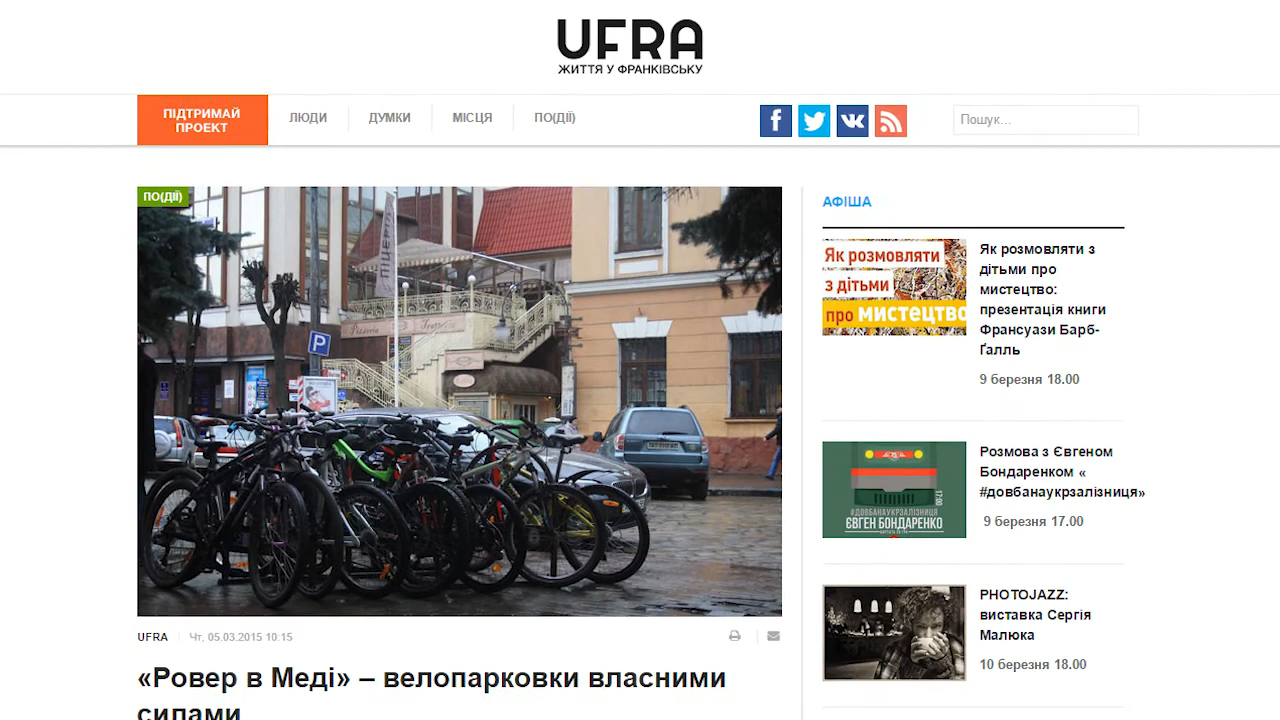 UFRA
ЖИТТЯ У ФРАНКІВСЬКУ
ПІДТРИМАЙ
ПРОЕКТ
ЛЮДИ
ДУМКИ
МІСЦЯ
ПО(ДІЇ)
Пошук...
ПО(ДІЇ)
P
UFRA
Чт, 05.03.2015 10:15
«Ровер в Меді» – велопарковки власними
силами
АФІША
Як розмовляти
з дітьми
про мистецтво
Як розмовляти з
дітьми про
мистецтво:
презентація книги
Франсуази Барб-
Ґалль
9 березня 18.00
17:00
#ДОВБАНАУКРЗАЛІЗНИЦЯ
ЄВГЕН БОНДАРЕНКО
Розмова з Євгеном
Бондаренком «
#довбанаукрзалізниця»
9 березня 17.00
PHOTOJAZZ:
виставка Сергія
Малюка
10 березня 18.00